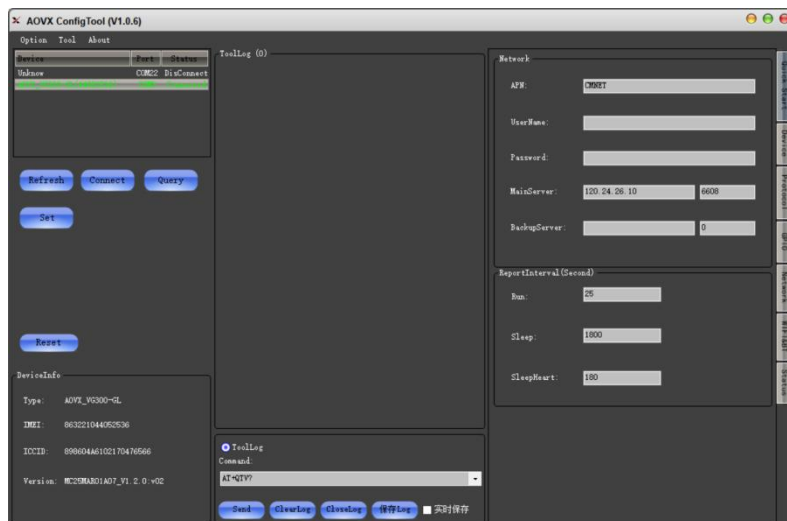 AOVX ConfigTool (V1.0.6)
Option Tool About
Device Port Status
Unknow COM22 DisConnect
Refresh Connect Query
Set
Reset
DeviceInfo
Type: AOVX_VG300-GL
IMEI: 863221044052536
ICCID: 898604A6102170476566
Version: MC25MAR01A07_V1.2.0:v02
ToolLog (0)
ToolLog
Command:
AT+QTV?
Send ClearLog CloseLog 保存Log 实时保存
Network
APN: CMNET
UserName:
Password:
MainServer: 120.24.26.10 6608
BackupServer: 0
ReportInterval(Second)
Run: 25
Sleep: 1800
SleepHeart: 180
Quick Start
Device
Protocol
GPIO
Network
Status